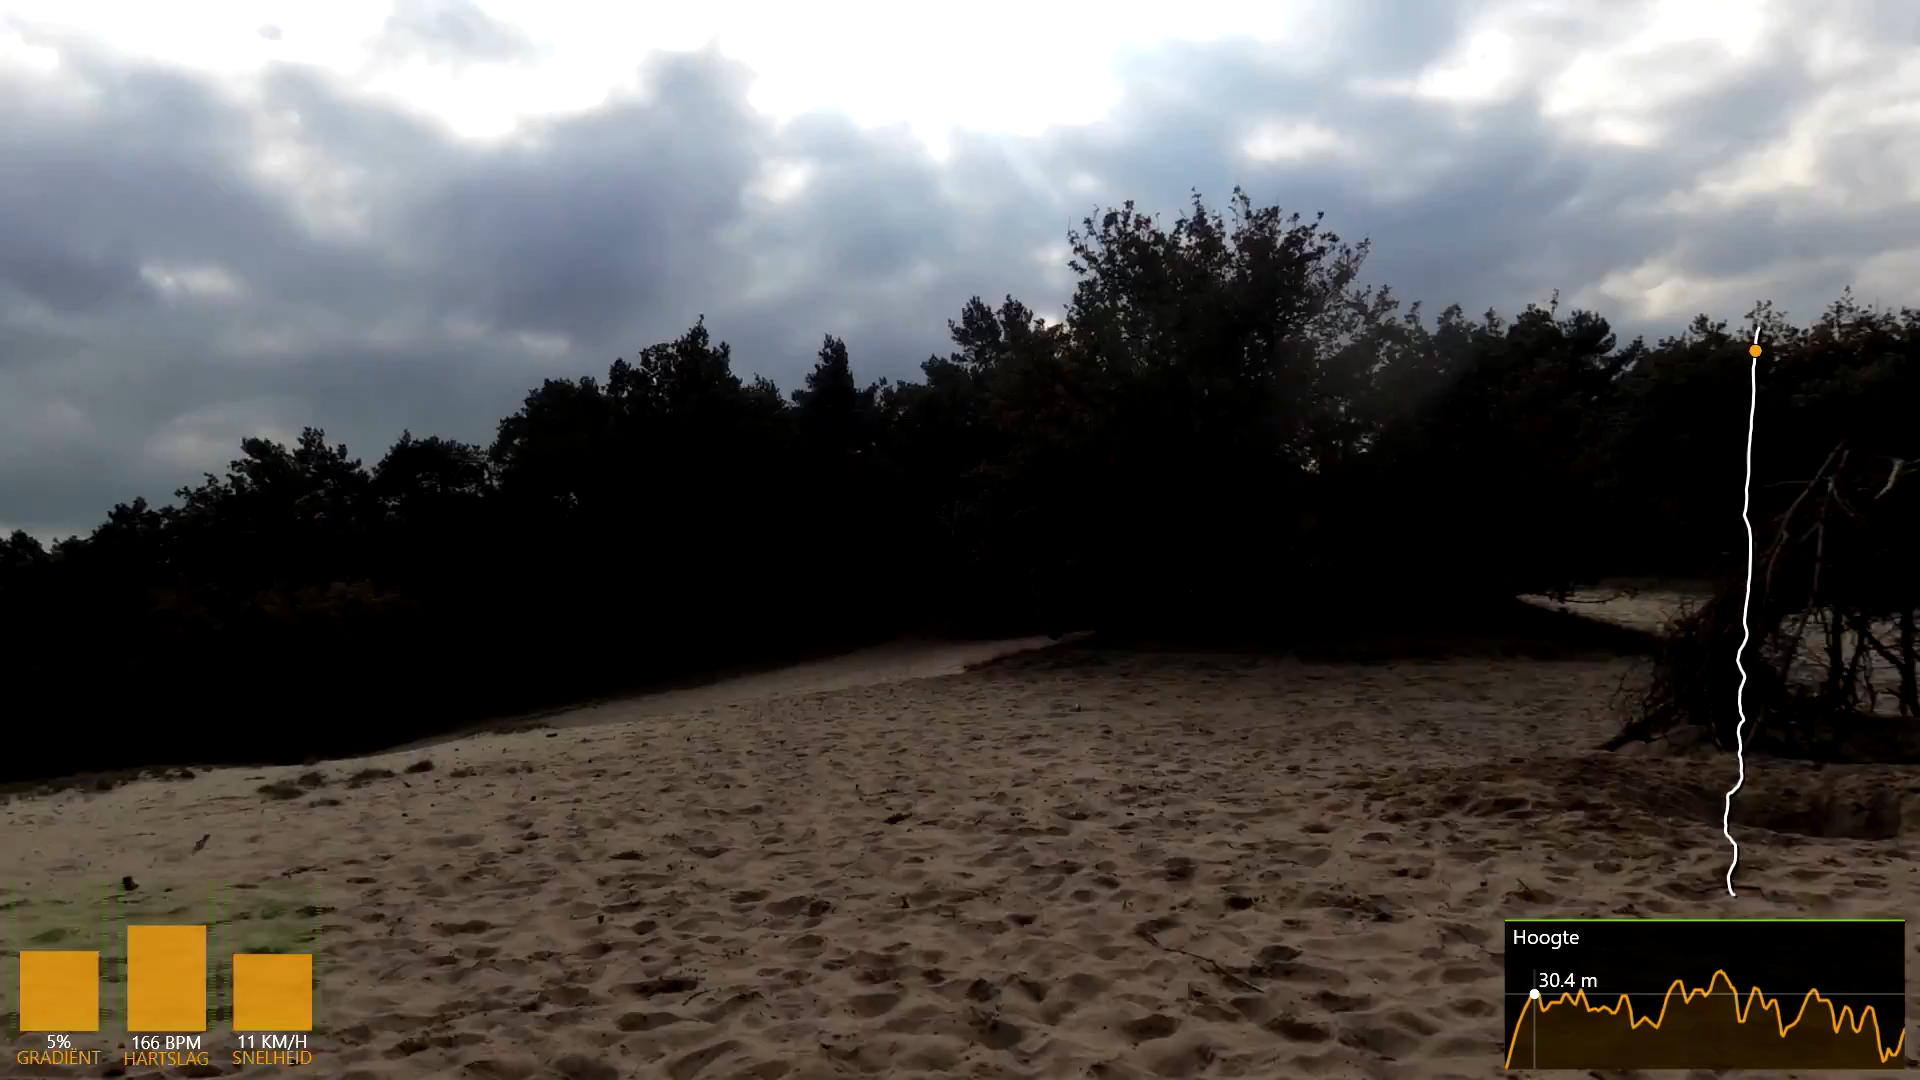 Hoogte
30.4 m
5%
GRADIËNT
166 BPM
HARTSLAG
11 KM/H
SNELHEID